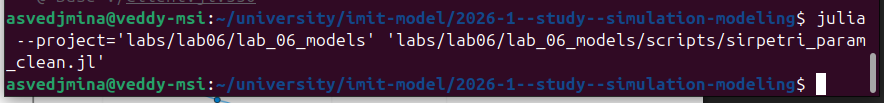 asvedjmina@veddy-msi:~/university/imit-model/2026-1--study--simulation-modeling$ julia
--project='labs/lab06/lab_06_models' 'labs/lab06/lab_06_models/scripts/sirpetri_param
_clean.jl'
asvedjmina@veddy-msi:~/university/imit-model/2026-1--study--simulation-modeling$